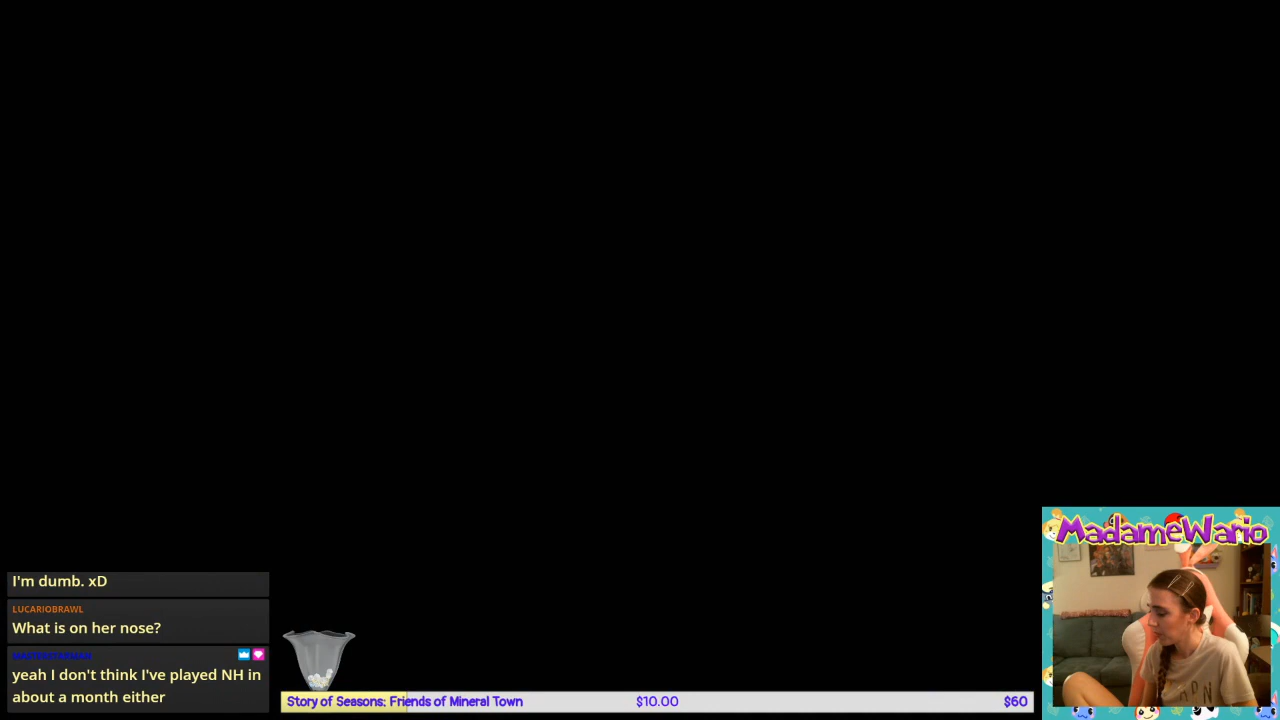 I'm dumb. xD
LUCARIOBRAWL
What is on her nose?
yeah I don't think I've played NH in
about a month either
Story of Seasons: Friends of Mineral Town $10.00 $60
MadameWario